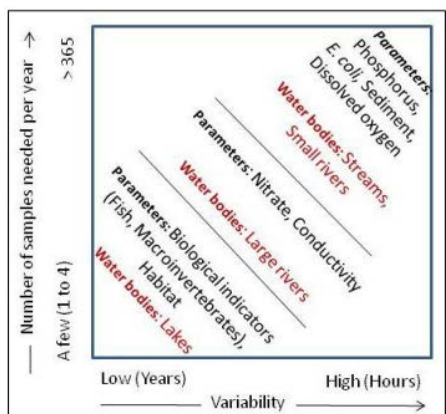 Number of samples needed per year
> 365
A few (1 to 4)
Parameters:
Phosphorus,
E. coli, Sediment,
Dissolved oxygen
Water bodies: Streams,
Small rivers
Parameters: Nitrate, Conductivity
Water bodies: Large rivers
Parameters: Biological indicators
(Fish, Macroinvertebrates),
Habitat
Water bodies: Lakes
Low (Years)
High (Hours)
Variability